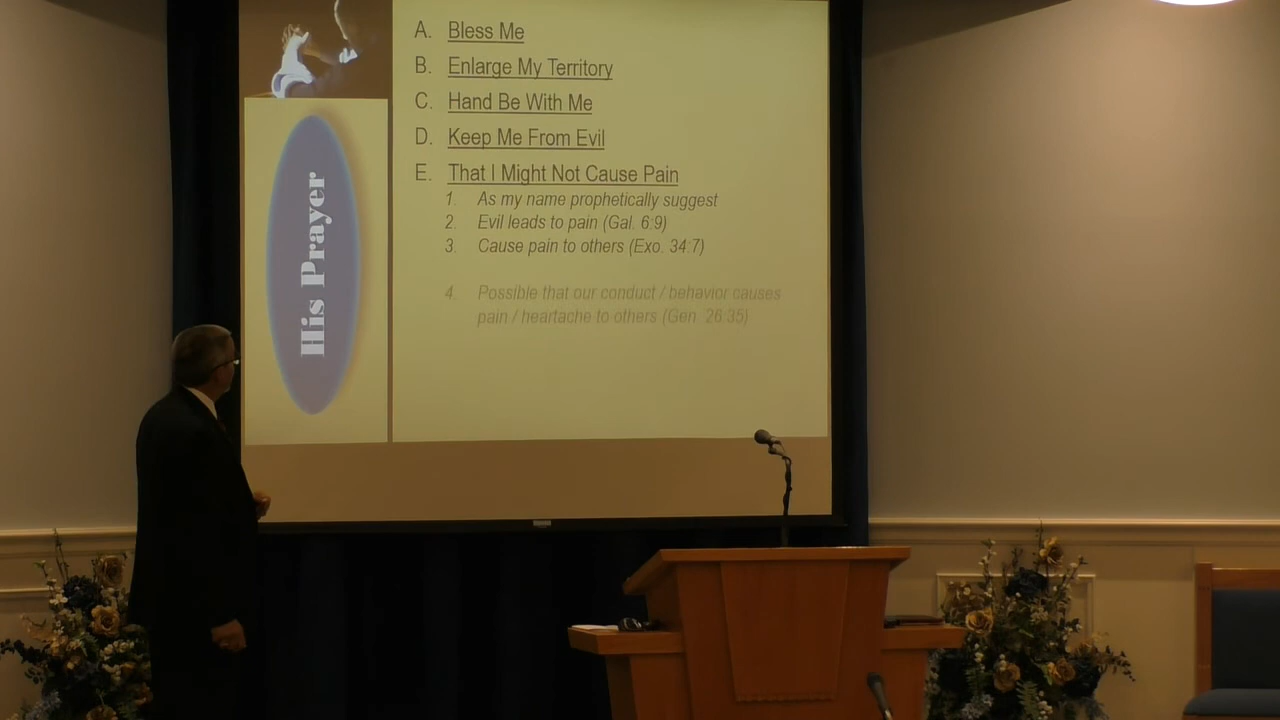 A. Bless Me
B. Enlarge My Territory
C. Hand Be With Me
D. Keep Me From Evil
E. That I Might Not Cause Pain
1. As my name prophetically suggest
2. Evil leads to pain (Gal. 6:9)
3. Cause pain to others (Exo. 34:7)
4. Possible that our conduct / behavior causes
pain / heartache to others (Gen. 26:35)
His Prayer